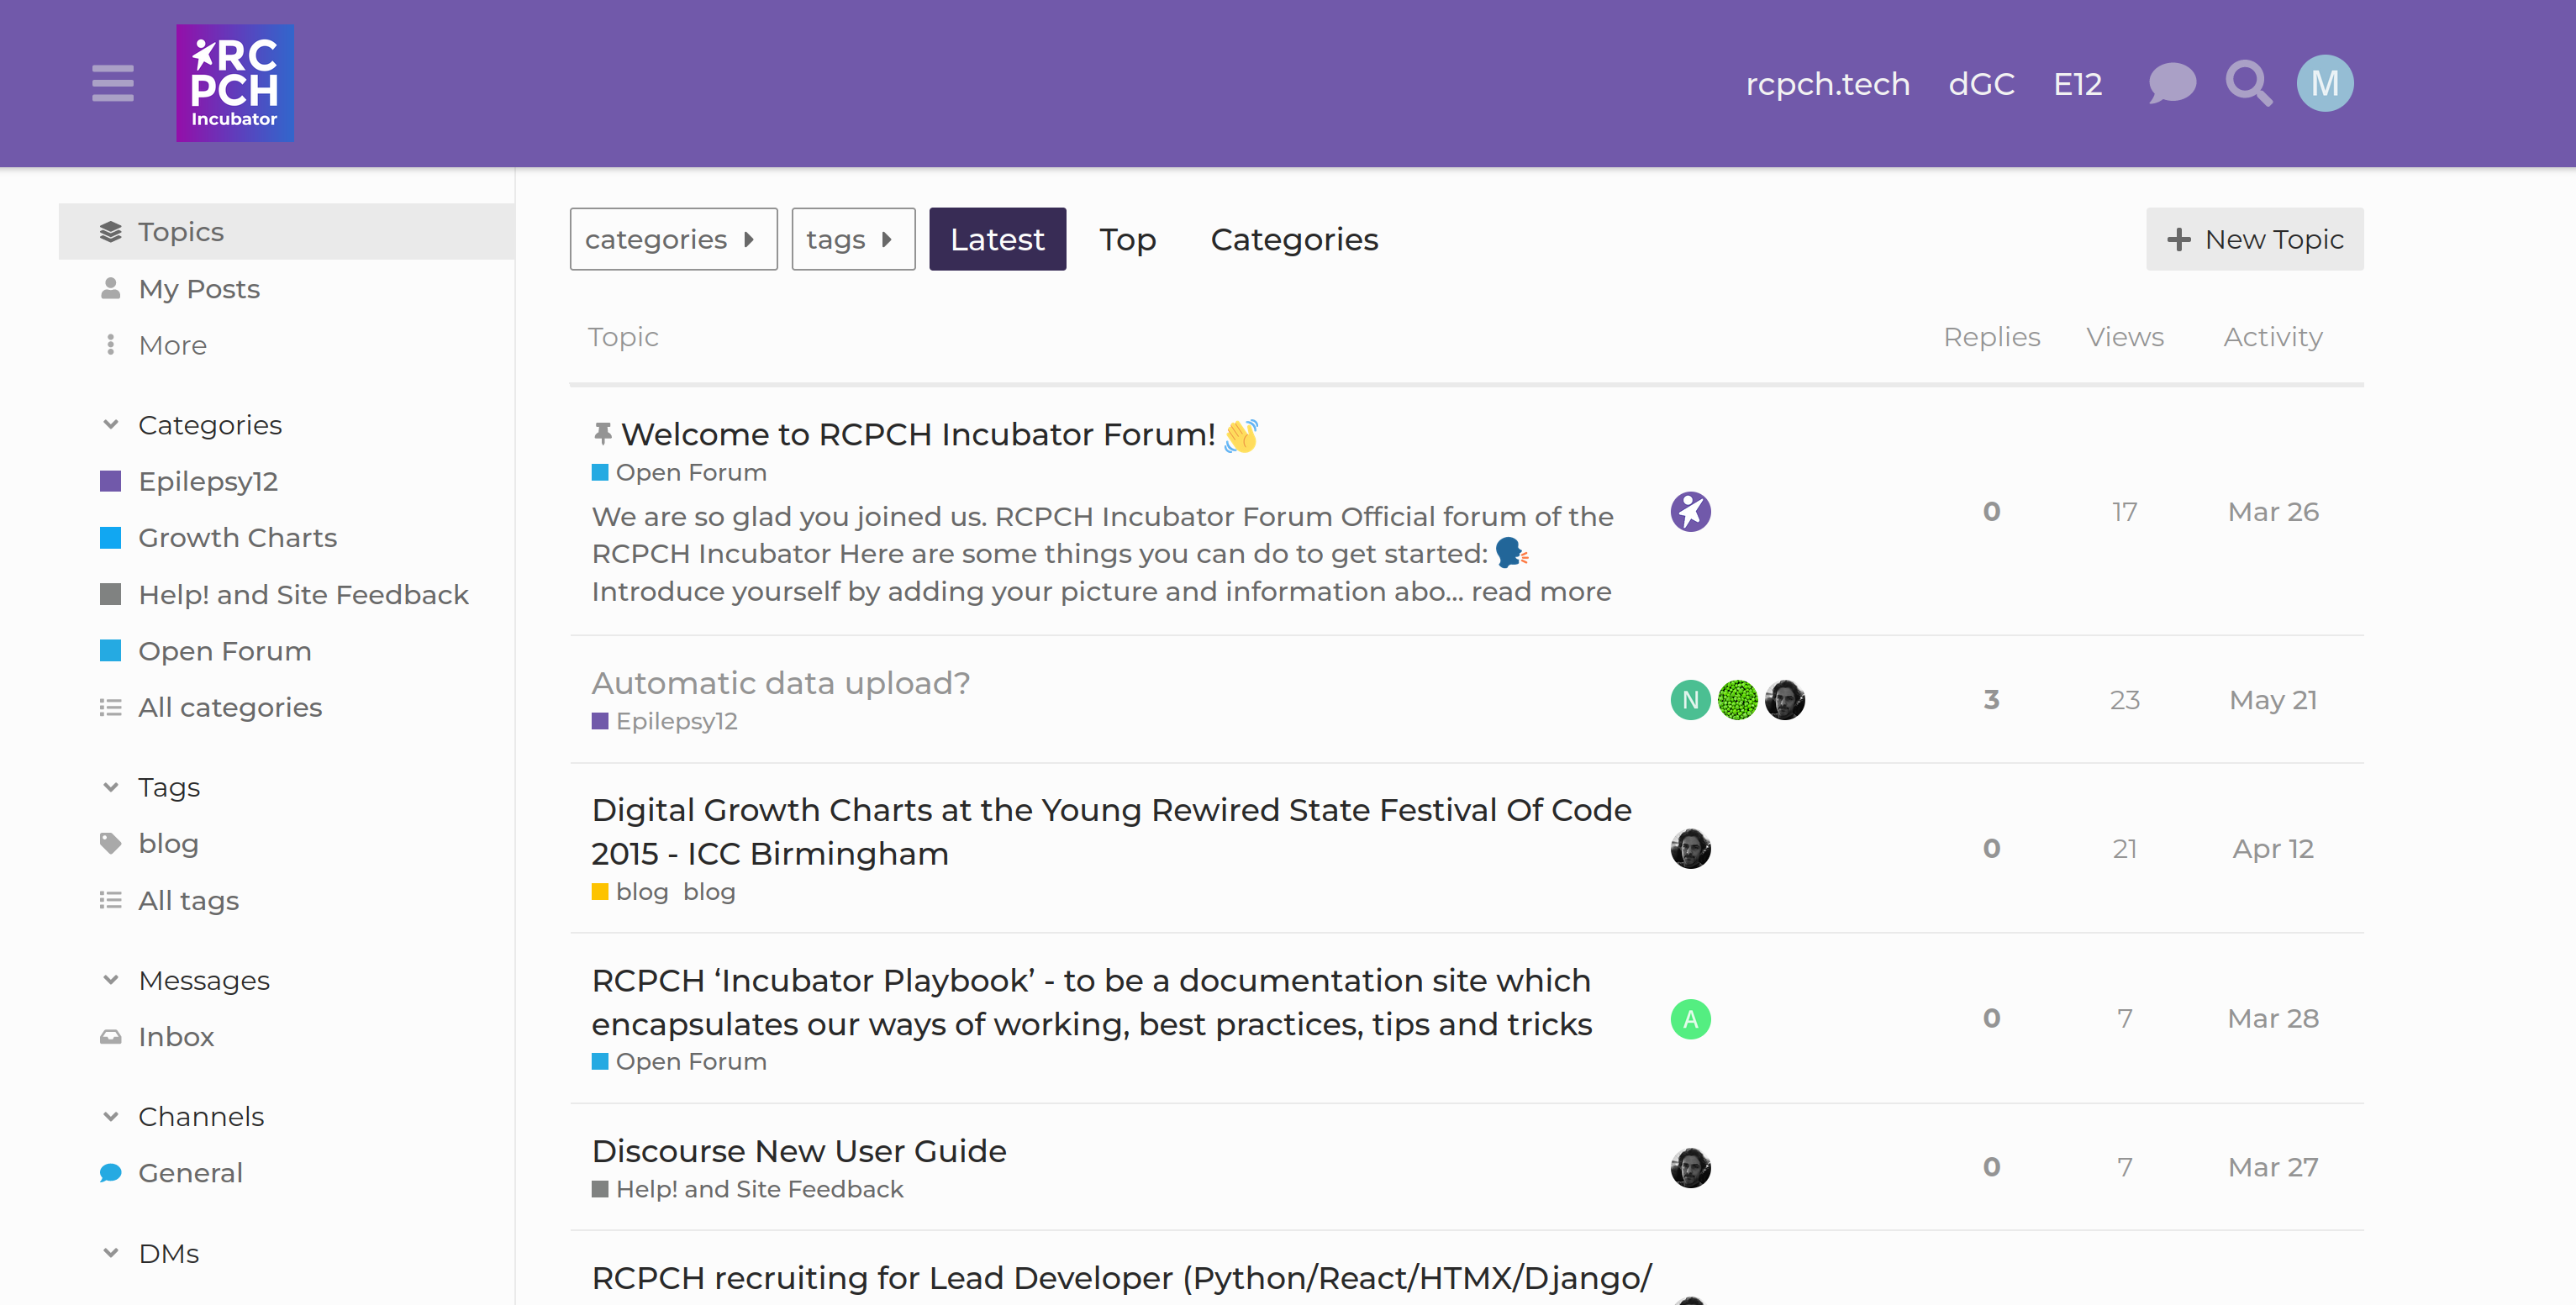 RC
PCH
Incubator
rcpch.tech dGC E12 M
Topics
My Posts
More
Categories
Epilepsy12
Growth Charts
Help! and Site Feedback
Open Forum
All categories
Tags
blog
All tags
Messages
Inbox
Channels
General
DMs
categories tags Latest Top Categories
New Topic
Topic Replies Views Activity
Welcome to RCPCH Incubator Forum! 👋
Open Forum
We are so glad you joined us. RCPCH Incubator Forum Official forum of the
RCPCH Incubator Here are some things you can do to get started: 🗣
Introduce yourself by adding your picture and information abo... read more
0 17 Mar 26
Automatic data upload?
Epilepsy12
N 3 23 May 21
Digital Growth Charts at the Young Rewired State Festival Of Code
2015 - ICC Birmingham
blog blog
0 21 Apr 12
RCPCH ‘Incubator Playbook’ - to be a documentation site which
encapsulates our ways of working, best practices, tips and tricks
Open Forum
A 0 7 Mar 28
Discourse New User Guide
Help! and Site Feedback
0 7 Mar 27
RCPCH recruiting for Lead Developer (Python/React/HTMX/Django/